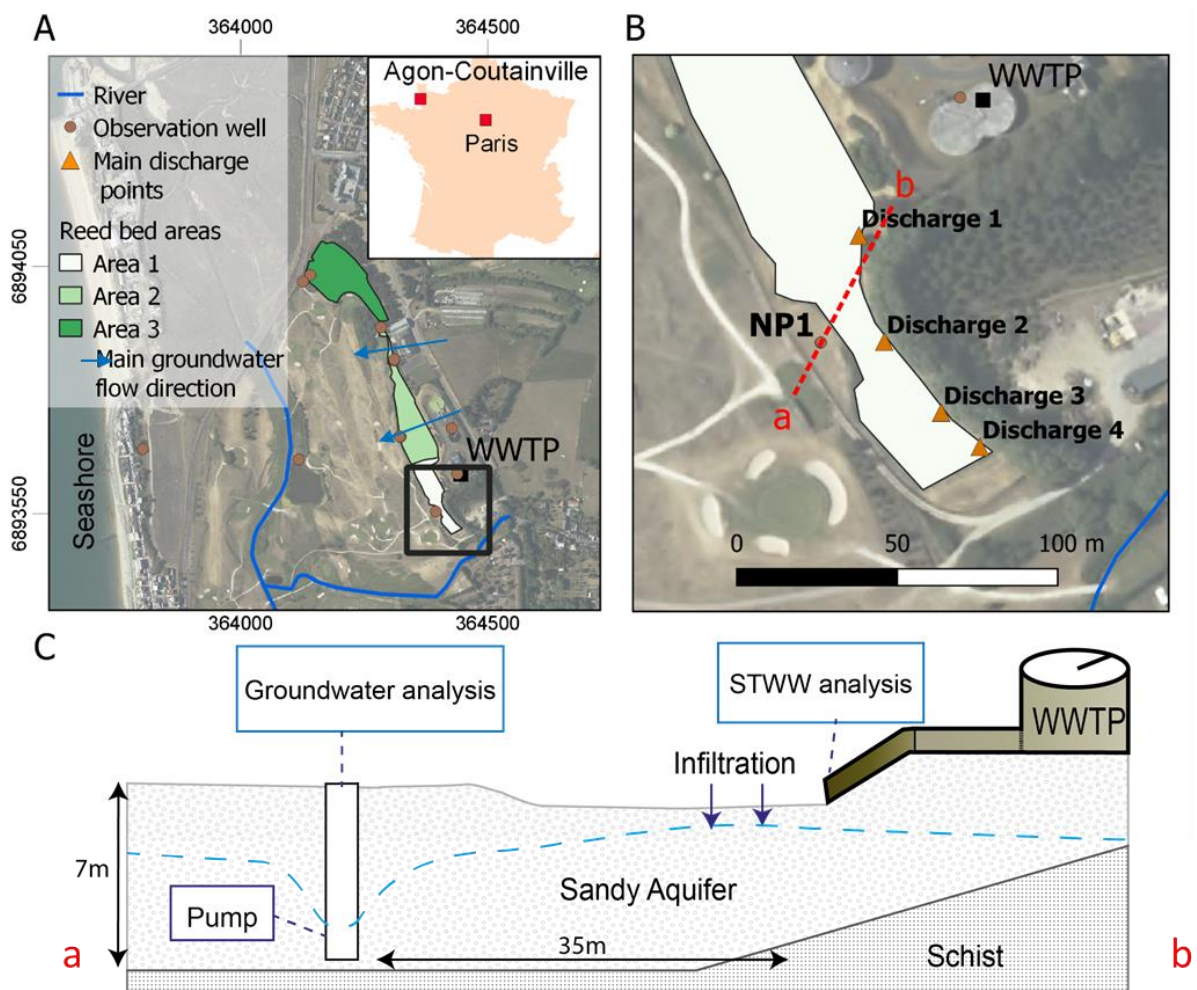 A
364000
364500
River
Observation well
Main discharge
points
Reed bed areas
Area 1
Area 2
Area 3
Main groundwater
flow direction
Agon-Coutainville
Paris
6894050
6893550
Seashore
WWTP
364000
364500
B
WWTP
b
Discharge 1
NP1
Discharge 2
a
Discharge 3
Discharge 4
0
50
100 m
C
Groundwater analysis
STWW analysis
WWTP
Infiltration
7m
Sandy Aquifer
Pump
35m
Schist
a
b